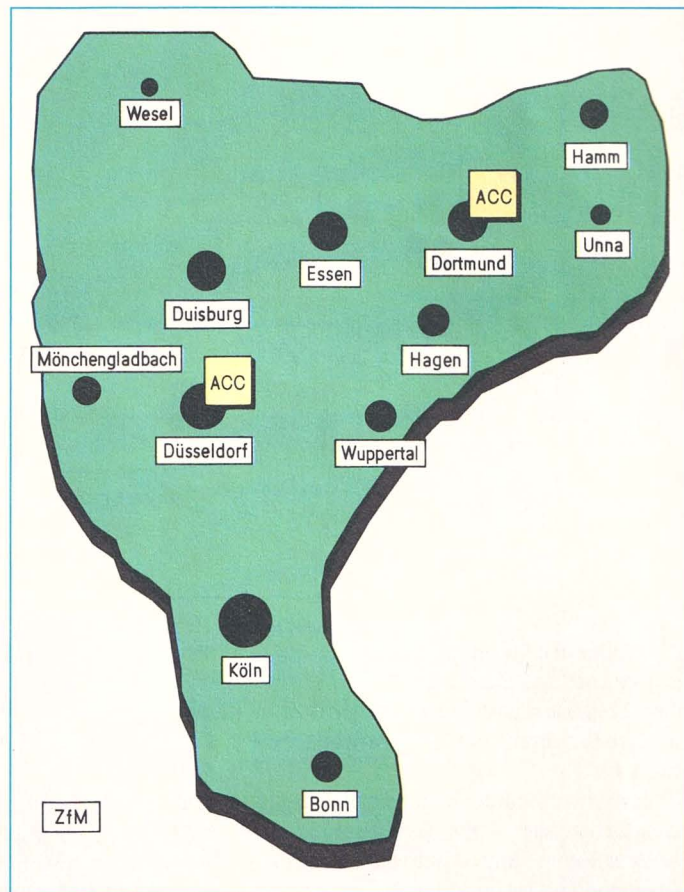 Wesel
Hamm
ACC
Unna
Essen
Dortmund
Duisburg
Hagen
Mönchengladbach
ACC
Düsseldorf
Wuppertal
Köln
Bonn
ZfM